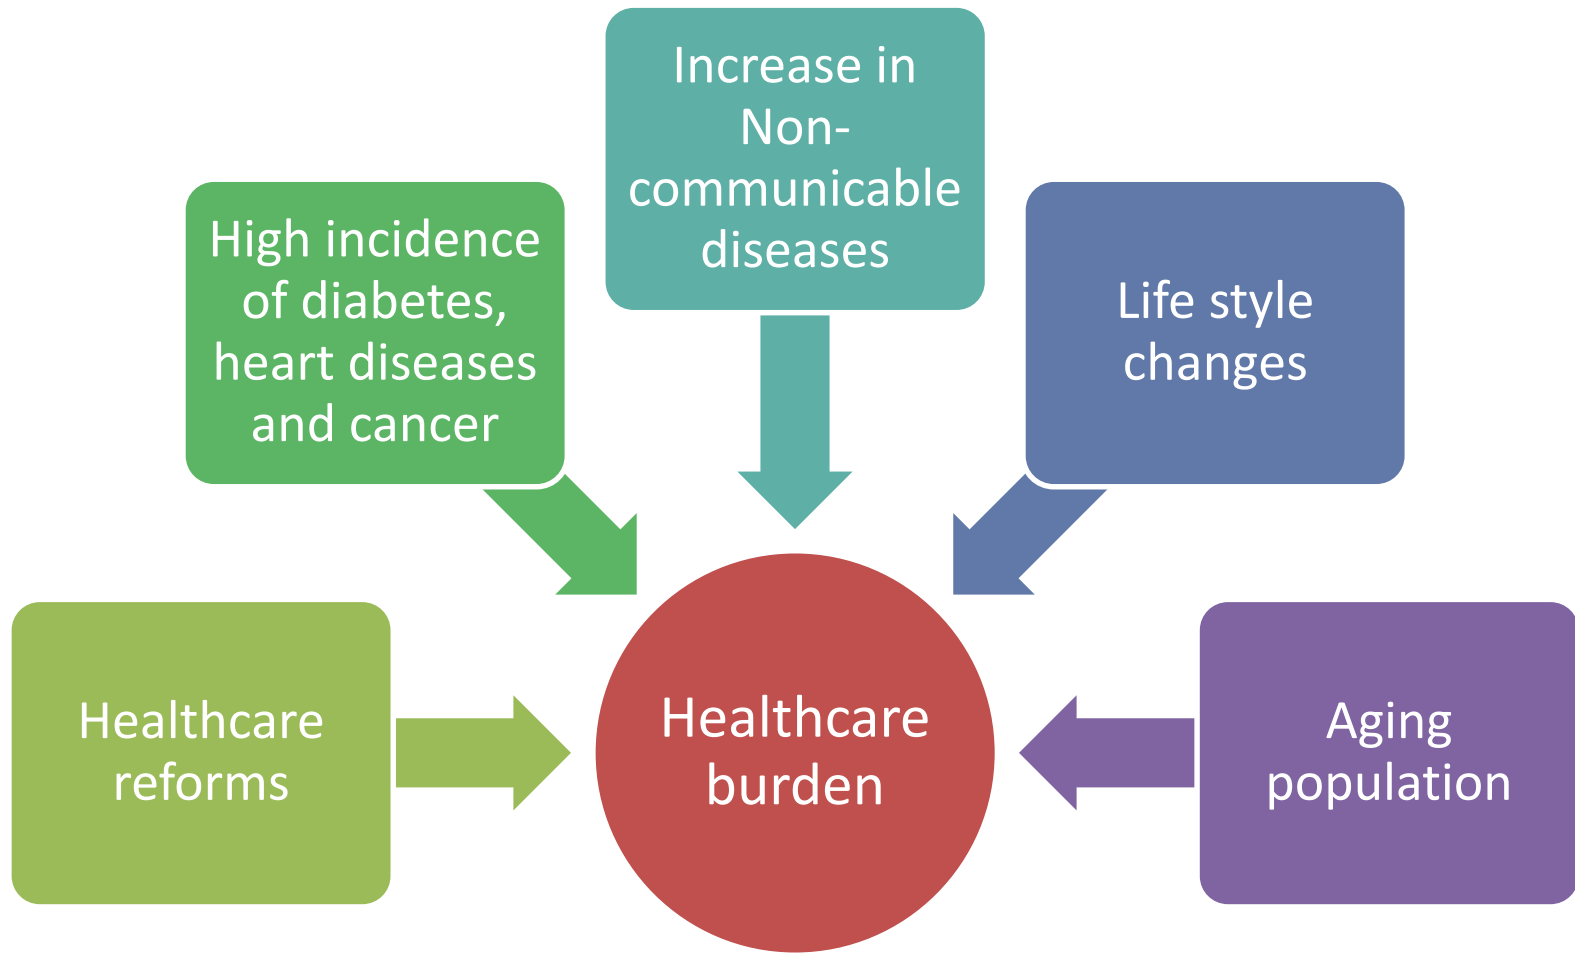 Increase in
Non-
communicable
diseases
High incidence
of diabetes,
heart diseases
and cancer
Life style
changes
Healthcare
reforms
Healthcare
burden
Aging
population